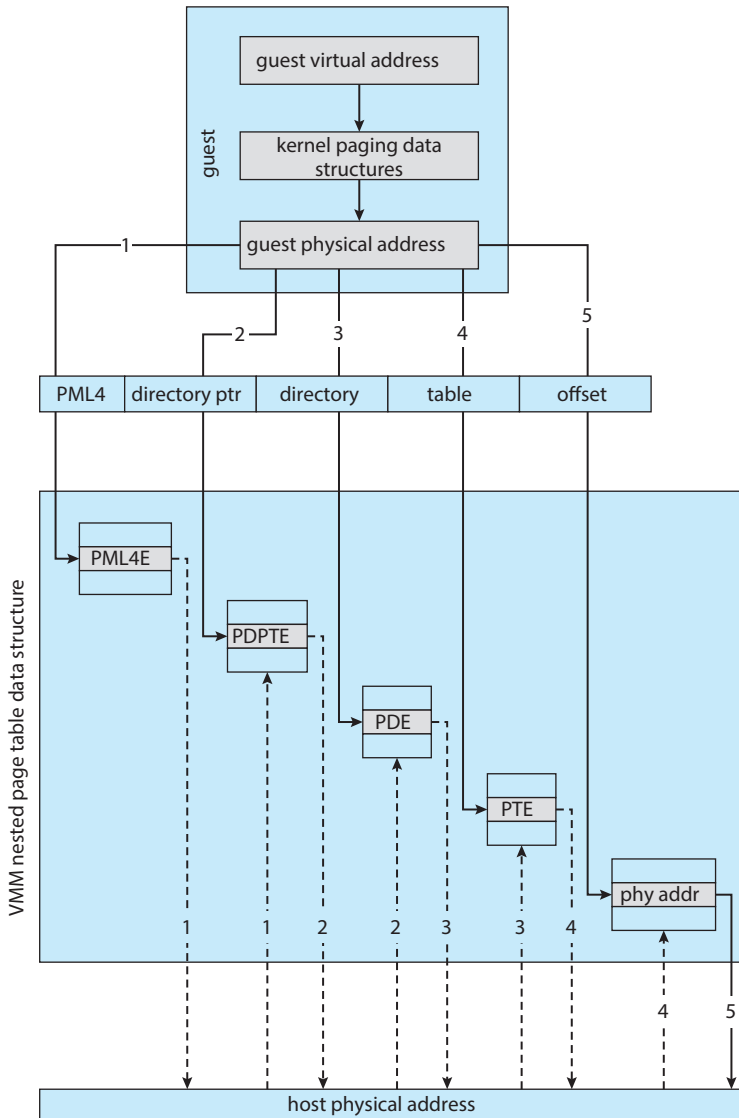 guest virtual address
kernel paging data
structures
guest
guest physical address
1
2
3
4
5
PML4
directory ptr
directory
table
offset
VMM nested page table data structure
PML4E
PDPTE
PDE
PTE
phy addr
1
1
2
2
3
3
4
4
5
host physical address